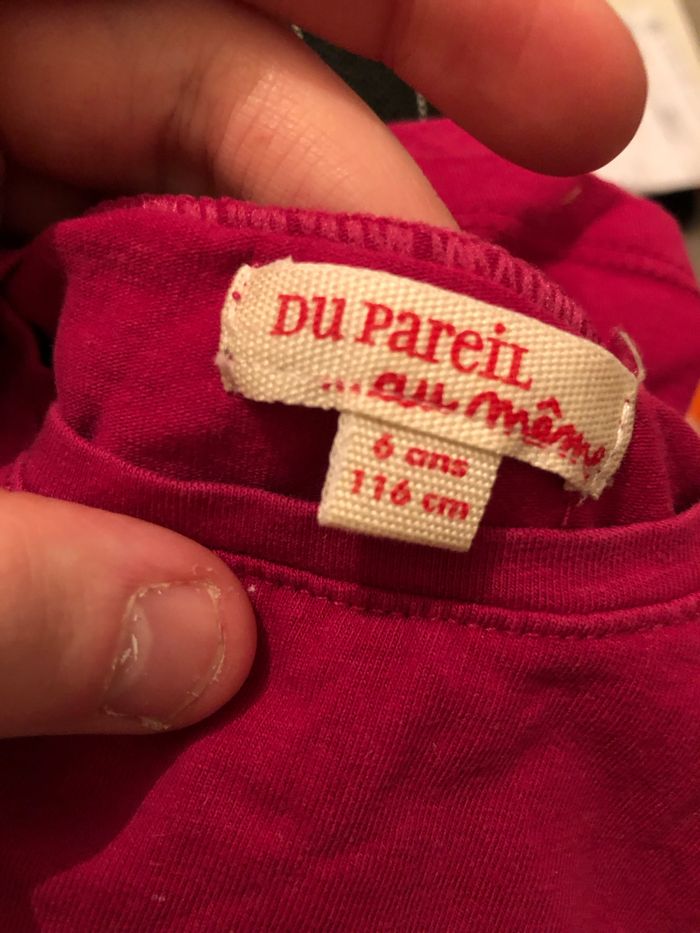 DU PareiL
...au même
6 ans
116 cm